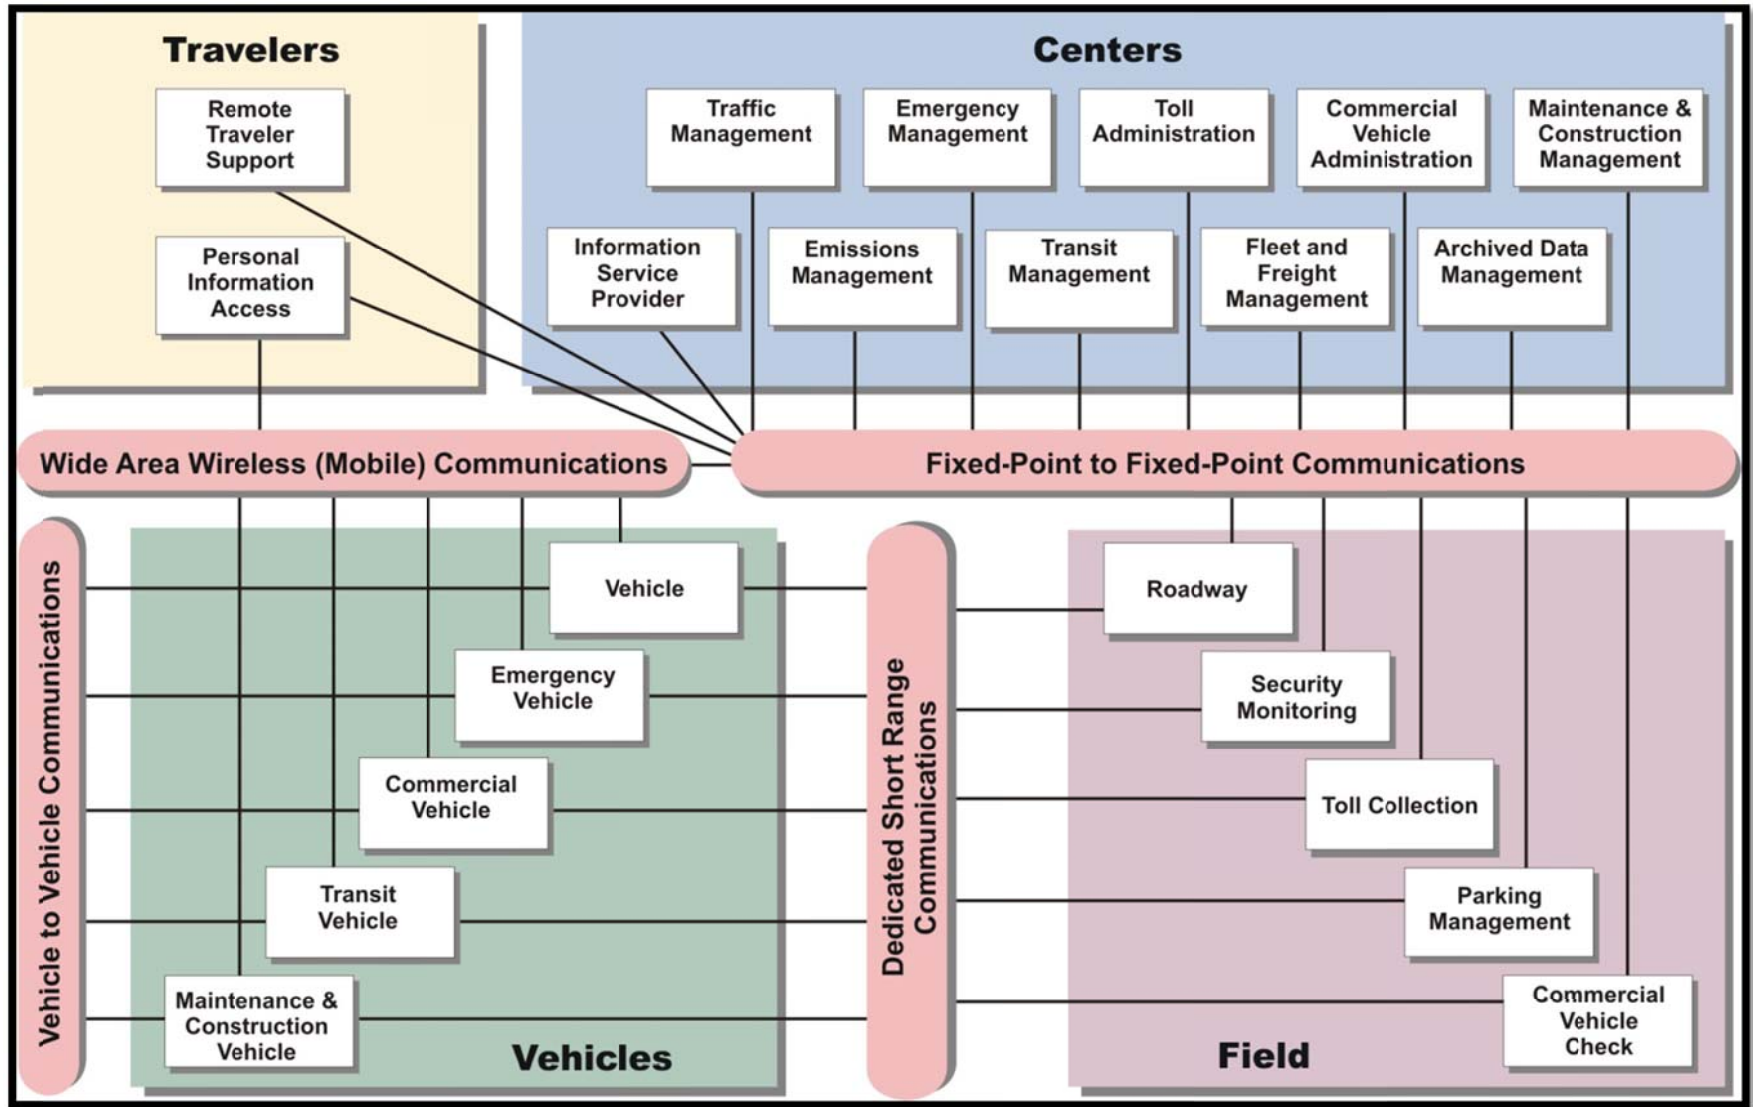 Travelers
Remote
Traveler
Support
Personal
Information
Access
Centers
Traffic
Management
Emergency
Management
Toll
Administration
Commercial
Vehicle
Administration
Maintenance &
Construction
Management
Information
Service
Provider
Emissions
Management
Transit
Management
Fleet and
Freight
Management
Archived Data
Management
Wide Area Wireless (Mobile) Communications
Fixed-Point to Fixed-Point Communications
Vehicle to Vehicle Communications
Vehicle
Emergency
Vehicle
Commercial
Vehicle
Transit
Vehicle
Maintenance &
Construction
Vehicle
Vehicles
Dedicated Short Range
Communications
Roadway
Security
Monitoring
Toll Collection
Parking
Management
Commercial
Vehicle
Check
Field